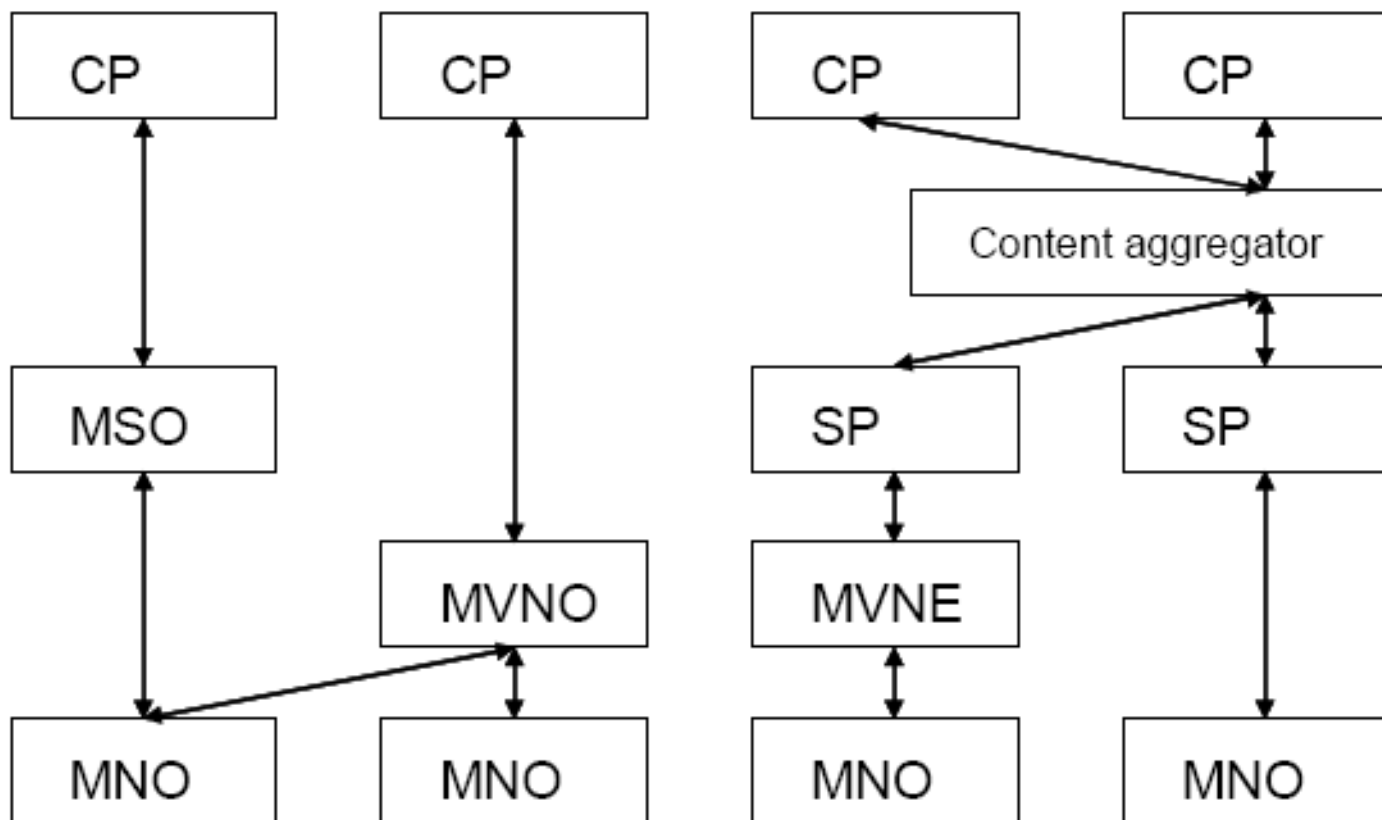 CP
CP
CP
CP
Content aggregator
MSO
SP
SP
MVNO
MVNE
MNO
MNO
MNO
MNO